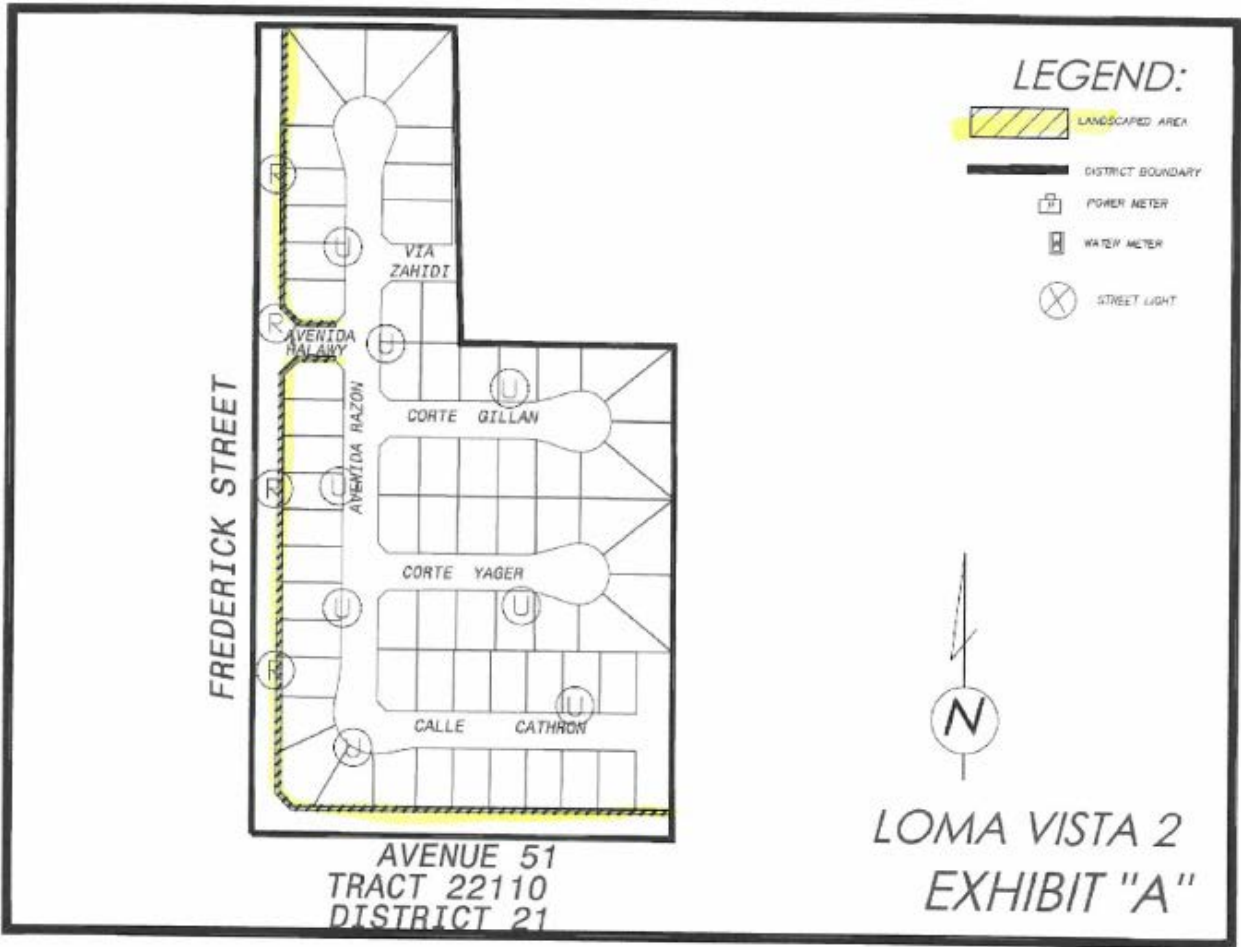 LEGEND:
LANDSCAPED AREA
DISTRICT BOUNDARY
POWER METER
WATER METER
X
STREET LIGHT
R
U
VIA
ZAHIDI
R
AVENIDA
HALAWY
U
U
CORTE GILLAN
AVENIDA RAZON
R
U
FREDERICK STREET
CORTE YAGER
U
U
R
U
CALLE CATHRON
U
N
AVENUE 51
TRACT 22110
DISTRICT 21
LOMA VISTA 2
EXHIBIT "A"